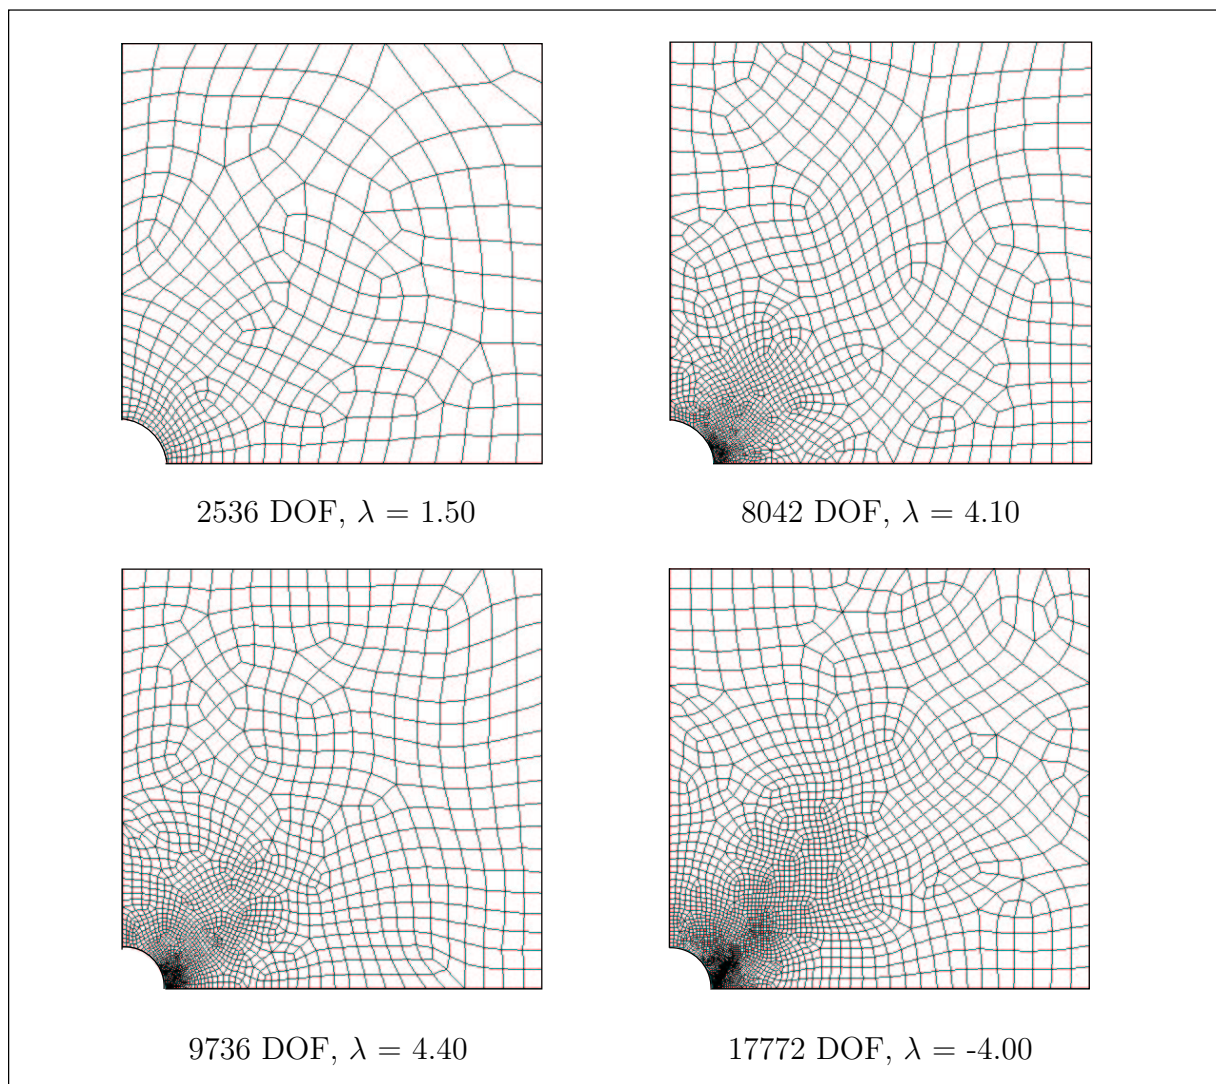 2536 DOF, λ = 1.50
8042 DOF, λ = 4.10
9736 DOF, λ = 4.40
17772 DOF, λ = -4.00